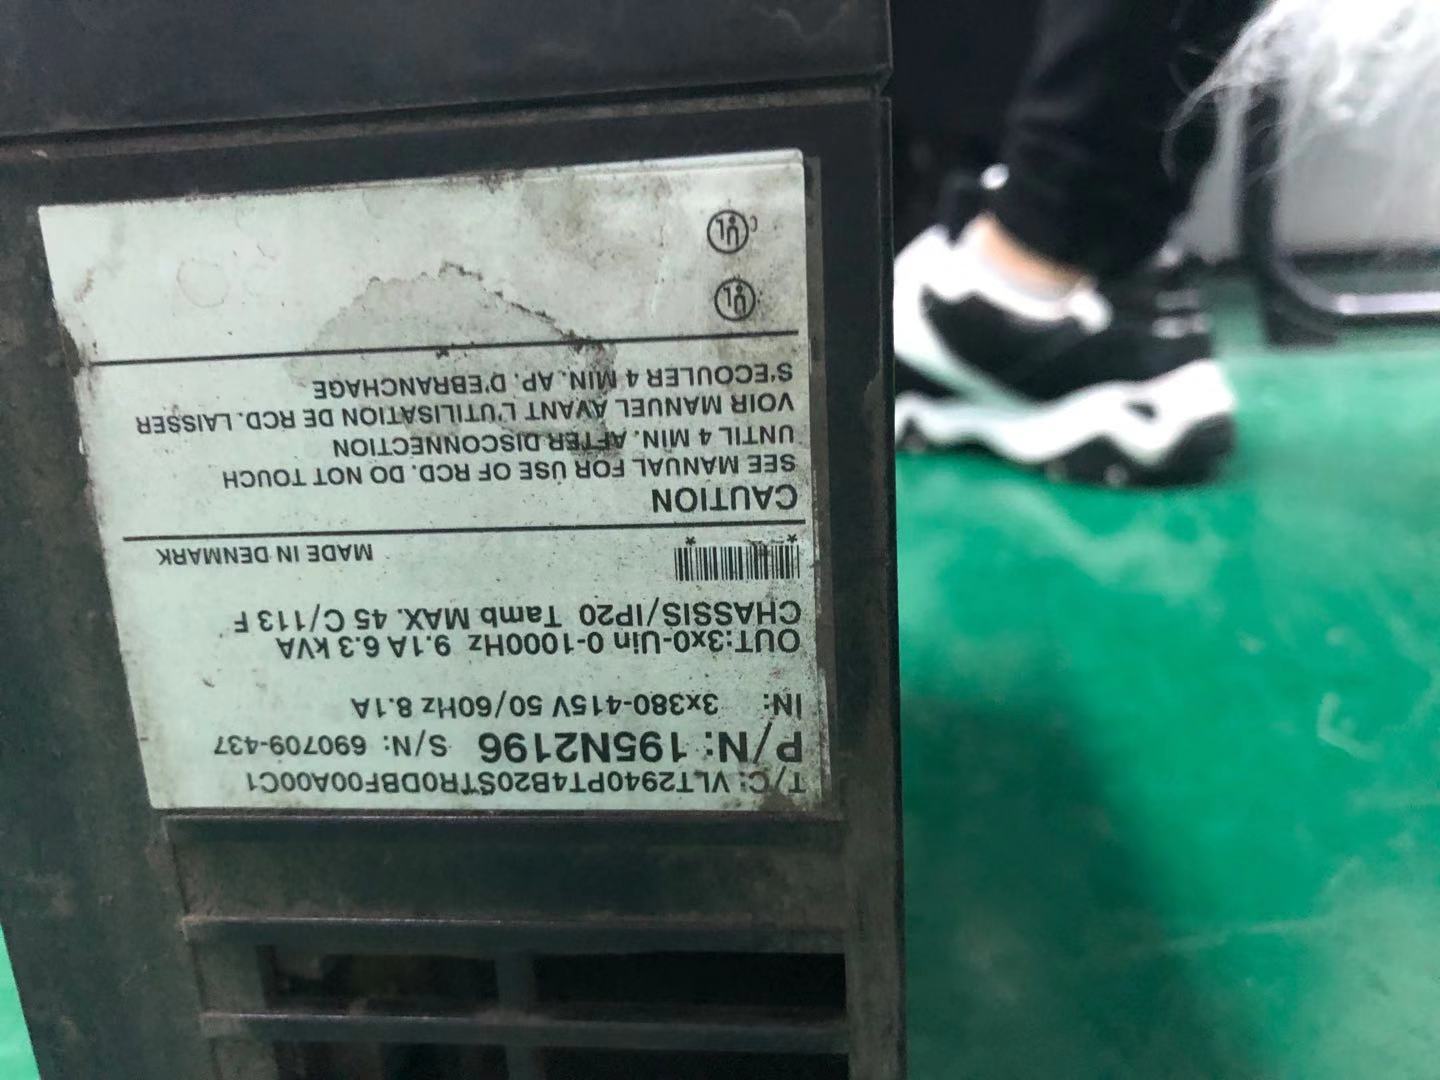 T/C: VLT2940PT4B20STR0DBF00A00C1
P/N: 195N2196 S/N: 690709-437
IN: 3x380-415V 50/60Hz 8.1A
OUT:3x0-Uin 0-1000Hz 9.1A 6.3 kVA
CHASSIS/IP20 Tamb MAX. 45 C/113 F
* * MADE IN DENMARK
CAUTION
SEE MANUAL FOR USE OF RCD. DO NOT TOUCH
UNTIL 4 MIN. AFTER DISCONNECTION
VOIR MANUEL AVANT L'UTILISATION DE RCD. LAISSER
S'ECOULER 4 MIN. AP. D'EBRANCHAGE